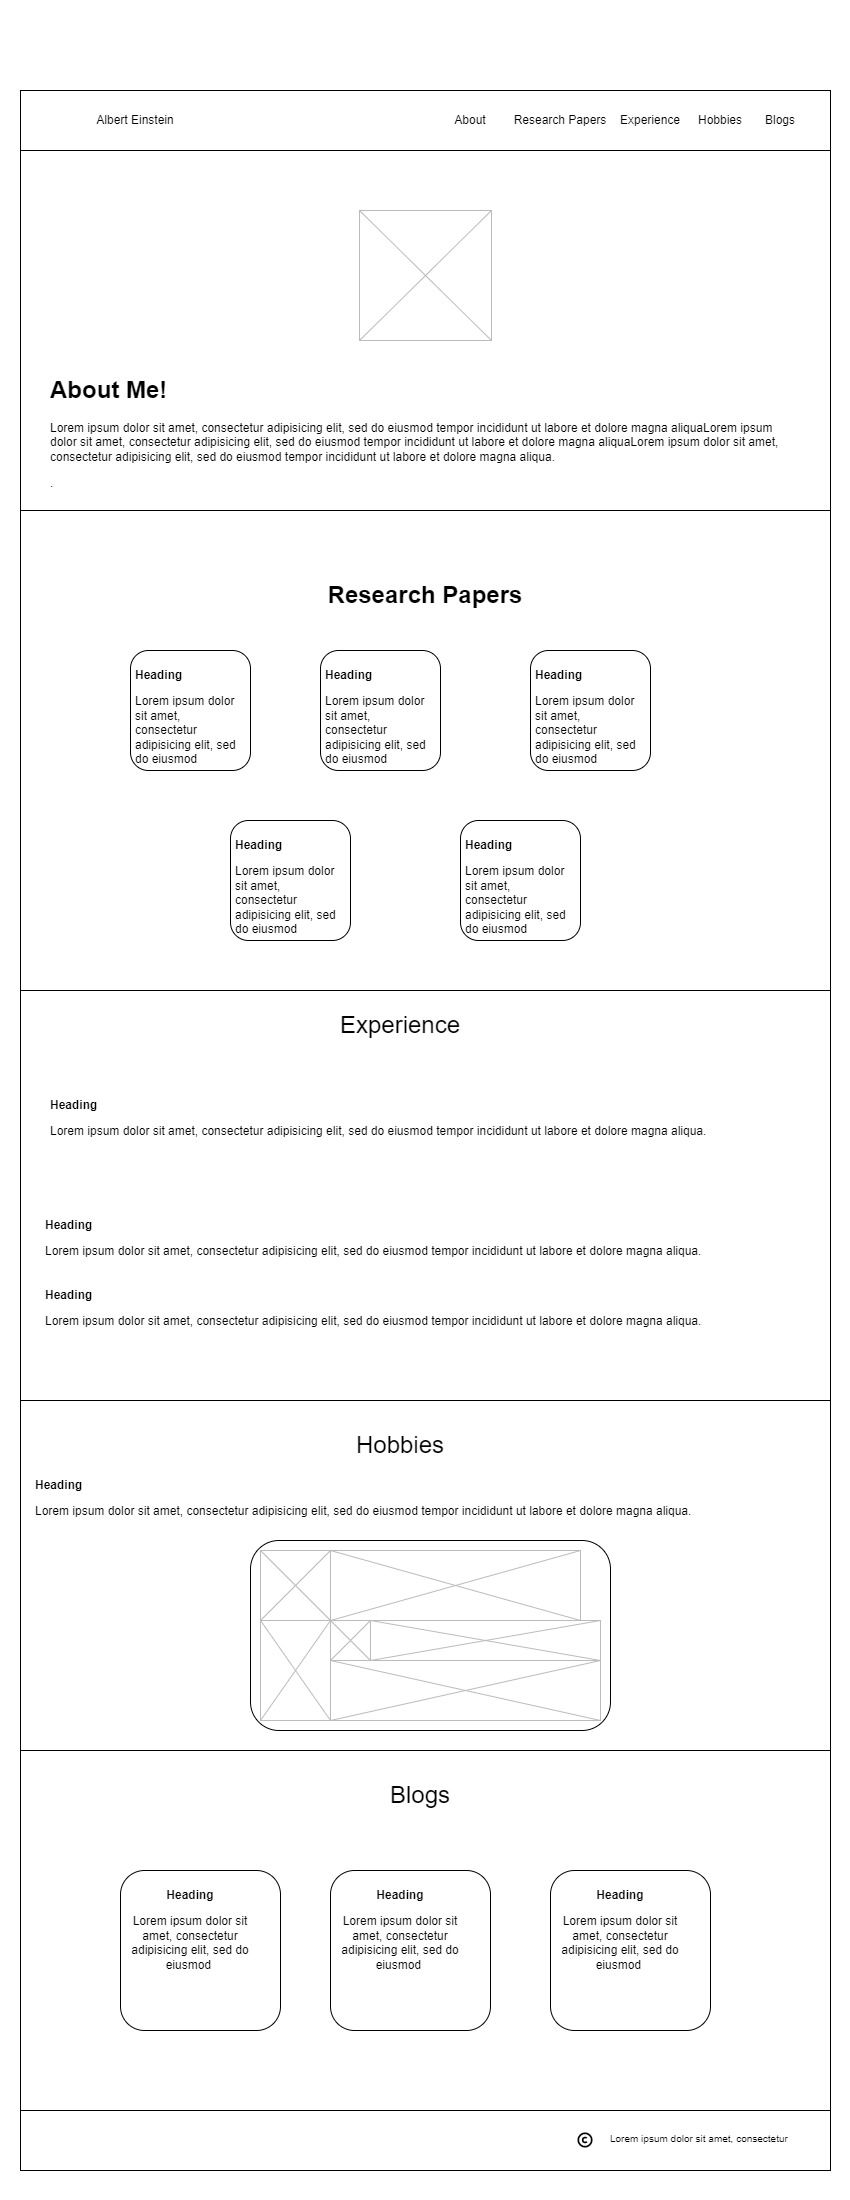 Albert Einstein About Research Papers Experience Hobbies Blogs
About Me!
Lorem ipsum dolor sit amet, consectetur adipisicing elit, sed do eiusmod tempor incididunt ut labore et dolore magna aliquaLorem ipsum
dolor sit amet, consectetur adipisicing elit, sed do eiusmod tempor incididunt ut labore et dolore magna aliquaLorem ipsum dolor sit amet,
consectetur adipisicing elit, sed do eiusmod tempor incididunt ut labore et dolore magna aliqua.
.
Research Papers
Heading
Lorem ipsum dolor
sit amet,
consectetur
adipisicing elit, sed
do eiusmod
Heading
Lorem ipsum dolor
sit amet,
consectetur
adipisicing elit, sed
do eiusmod
Heading
Lorem ipsum dolor
sit amet,
consectetur
adipisicing elit, sed
do eiusmod
Heading
Lorem ipsum dolor
sit amet,
consectetur
adipisicing elit, sed
do eiusmod
Heading
Lorem ipsum dolor
sit amet,
consectetur
adipisicing elit, sed
do eiusmod
Experience
Heading
Lorem ipsum dolor sit amet, consectetur adipisicing elit, sed do eiusmod tempor incididunt ut labore et dolore magna aliqua.
Heading
Lorem ipsum dolor sit amet, consectetur adipisicing elit, sed do eiusmod tempor incididunt ut labore et dolore magna aliqua.
Heading
Lorem ipsum dolor sit amet, consectetur adipisicing elit, sed do eiusmod tempor incididunt ut labore et dolore magna aliqua.
Hobbies
Heading
Lorem ipsum dolor sit amet, consectetur adipisicing elit, sed do eiusmod tempor incididunt ut labore et dolore magna aliqua.
Blogs
Heading
Lorem ipsum dolor sit
amet, consectetur
adipisicing elit, sed do
eiusmod
Heading
Lorem ipsum dolor sit
amet, consectetur
adipisicing elit, sed do
eiusmod
Heading
Lorem ipsum dolor sit
amet, consectetur
adipisicing elit, sed do
eiusmod
© Lorem ipsum dolor sit amet, consectetur